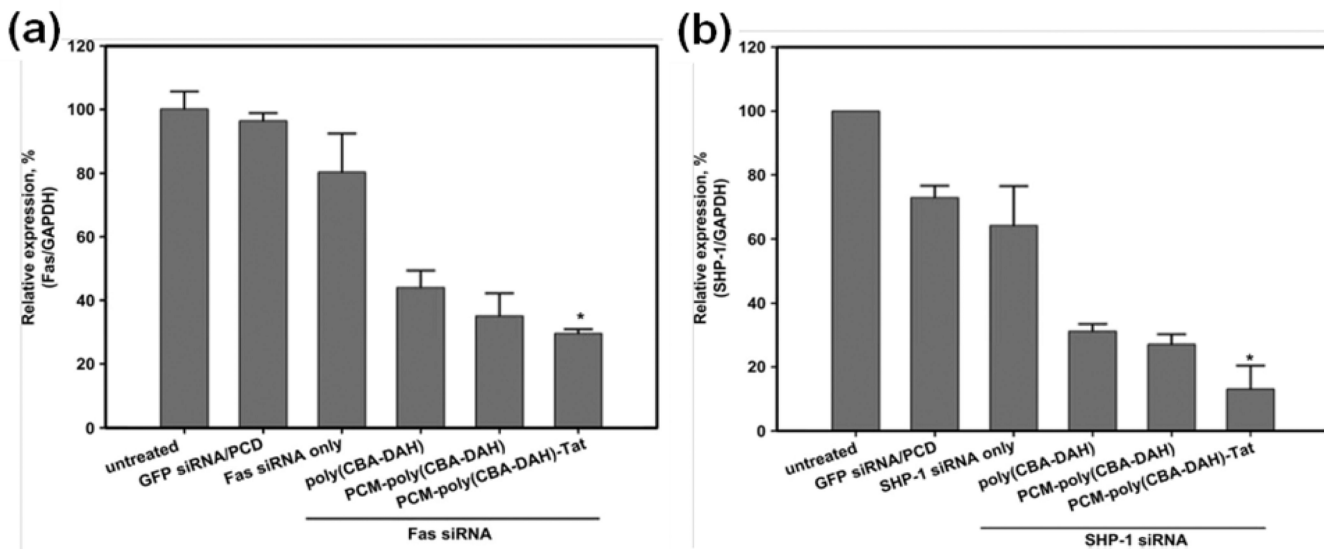 (a)
120
100
80
60
40
20
0
Relative expression, %
(Fas/GAPDH)
*
untreated
GFP siRNA/PCD
Fas siRNA only
poly(CBA-DAH)
PCM-poly(CBA-DAH)
PCM-poly(CBA-DAH)-Tat
Fas siRNA
(b)
120
100
80
60
40
20
0
Relative expression, %
(SHP-1/GAPDH)
*
untreated
GFP siRNA/PCD
SHP-1 siRNA only
poly(CBA-DAH)
PCM-poly(CBA-DAH)
PCM-poly(CBA-DAH)-Tat
SHP-1 siRNA